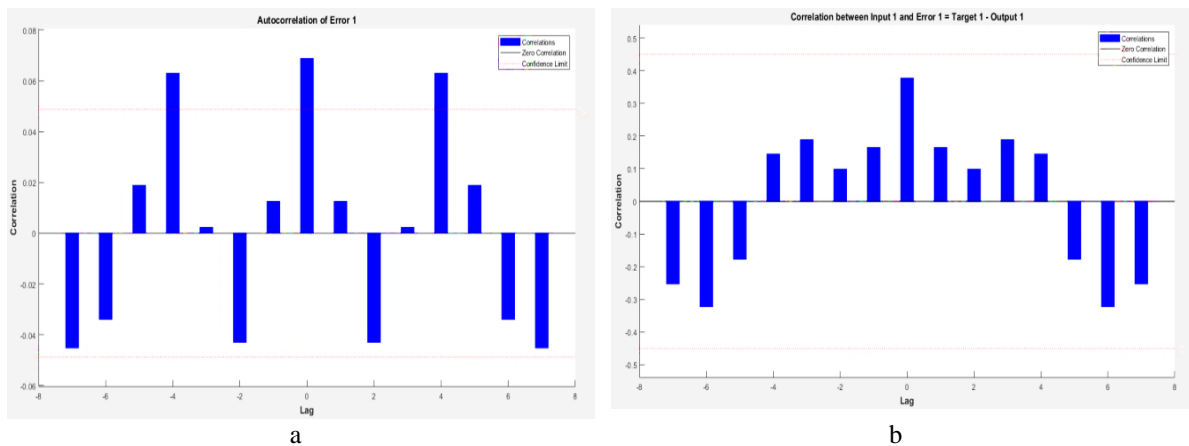 Autocorrelation of Error 1
Correlations
Zero Correlation
Confidence Limit
0.08
0.06
0.04
0.02
0
-0.02
-0.04
-0.06
Correlation
-8
-6
-4
-2
0
2
4
6
8
Lag
a
Correlation between Input 1 and Error 1 = Target 1 - Output 1
Correlations
Zero Correlation
Confidence Limit
0.5
0.4
0.3
0.2
0.1
0
-0.1
-0.2
-0.3
-0.4
-0.5
Correlation
-8
-6
-4
-2
0
2
4
6
8
Lag
b